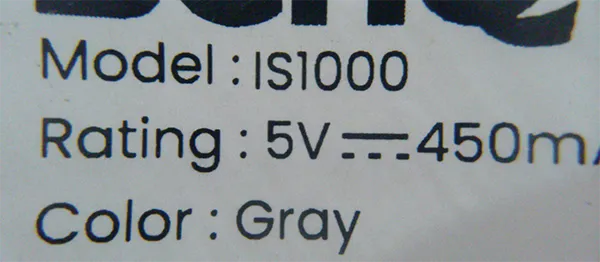 Model : IS1000
Rating : 5V⎓450m
Color : Gray